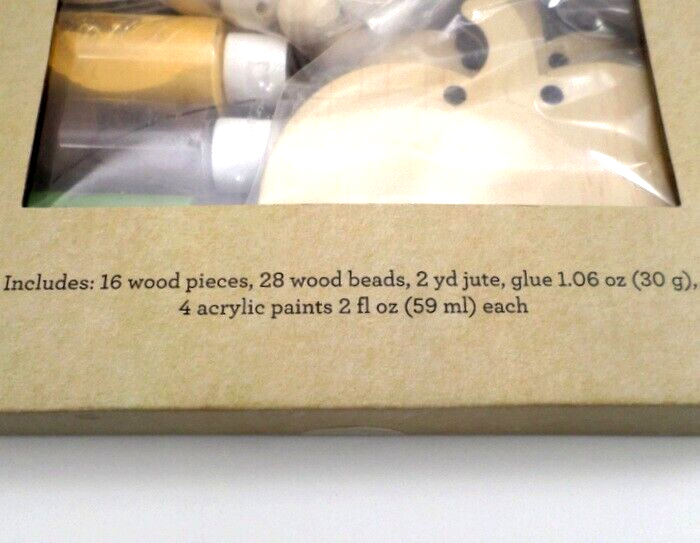 Includes: 16 wood pieces, 28 wood beads, 2 yd jute, glue 1.06 oz (30 g),
4 acrylic paints 2 fl oz (59 ml) each